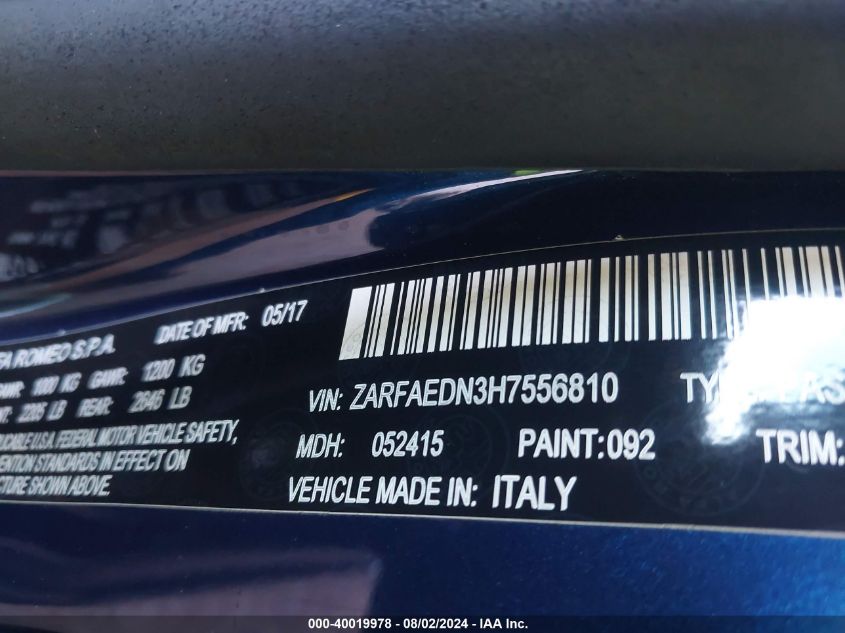 ROMEO S.P.A. DATE OF MFR: 05/17
1000 KG GAWR: 1200 KG
2205 LB REAR: 2646 LB
U.S.A. FEDERAL MOTOR VEHICLE SAFETY,
STANDARDS IN EFFECT ON
SHOWN ABOVE.
VIN: ZARFAEDN3H7556810
MDH: 052415 PAINT:092 TRIM:
VEHICLE MADE IN: ITALY
000-40019978 - 08/02/2024 - IAA Inc.